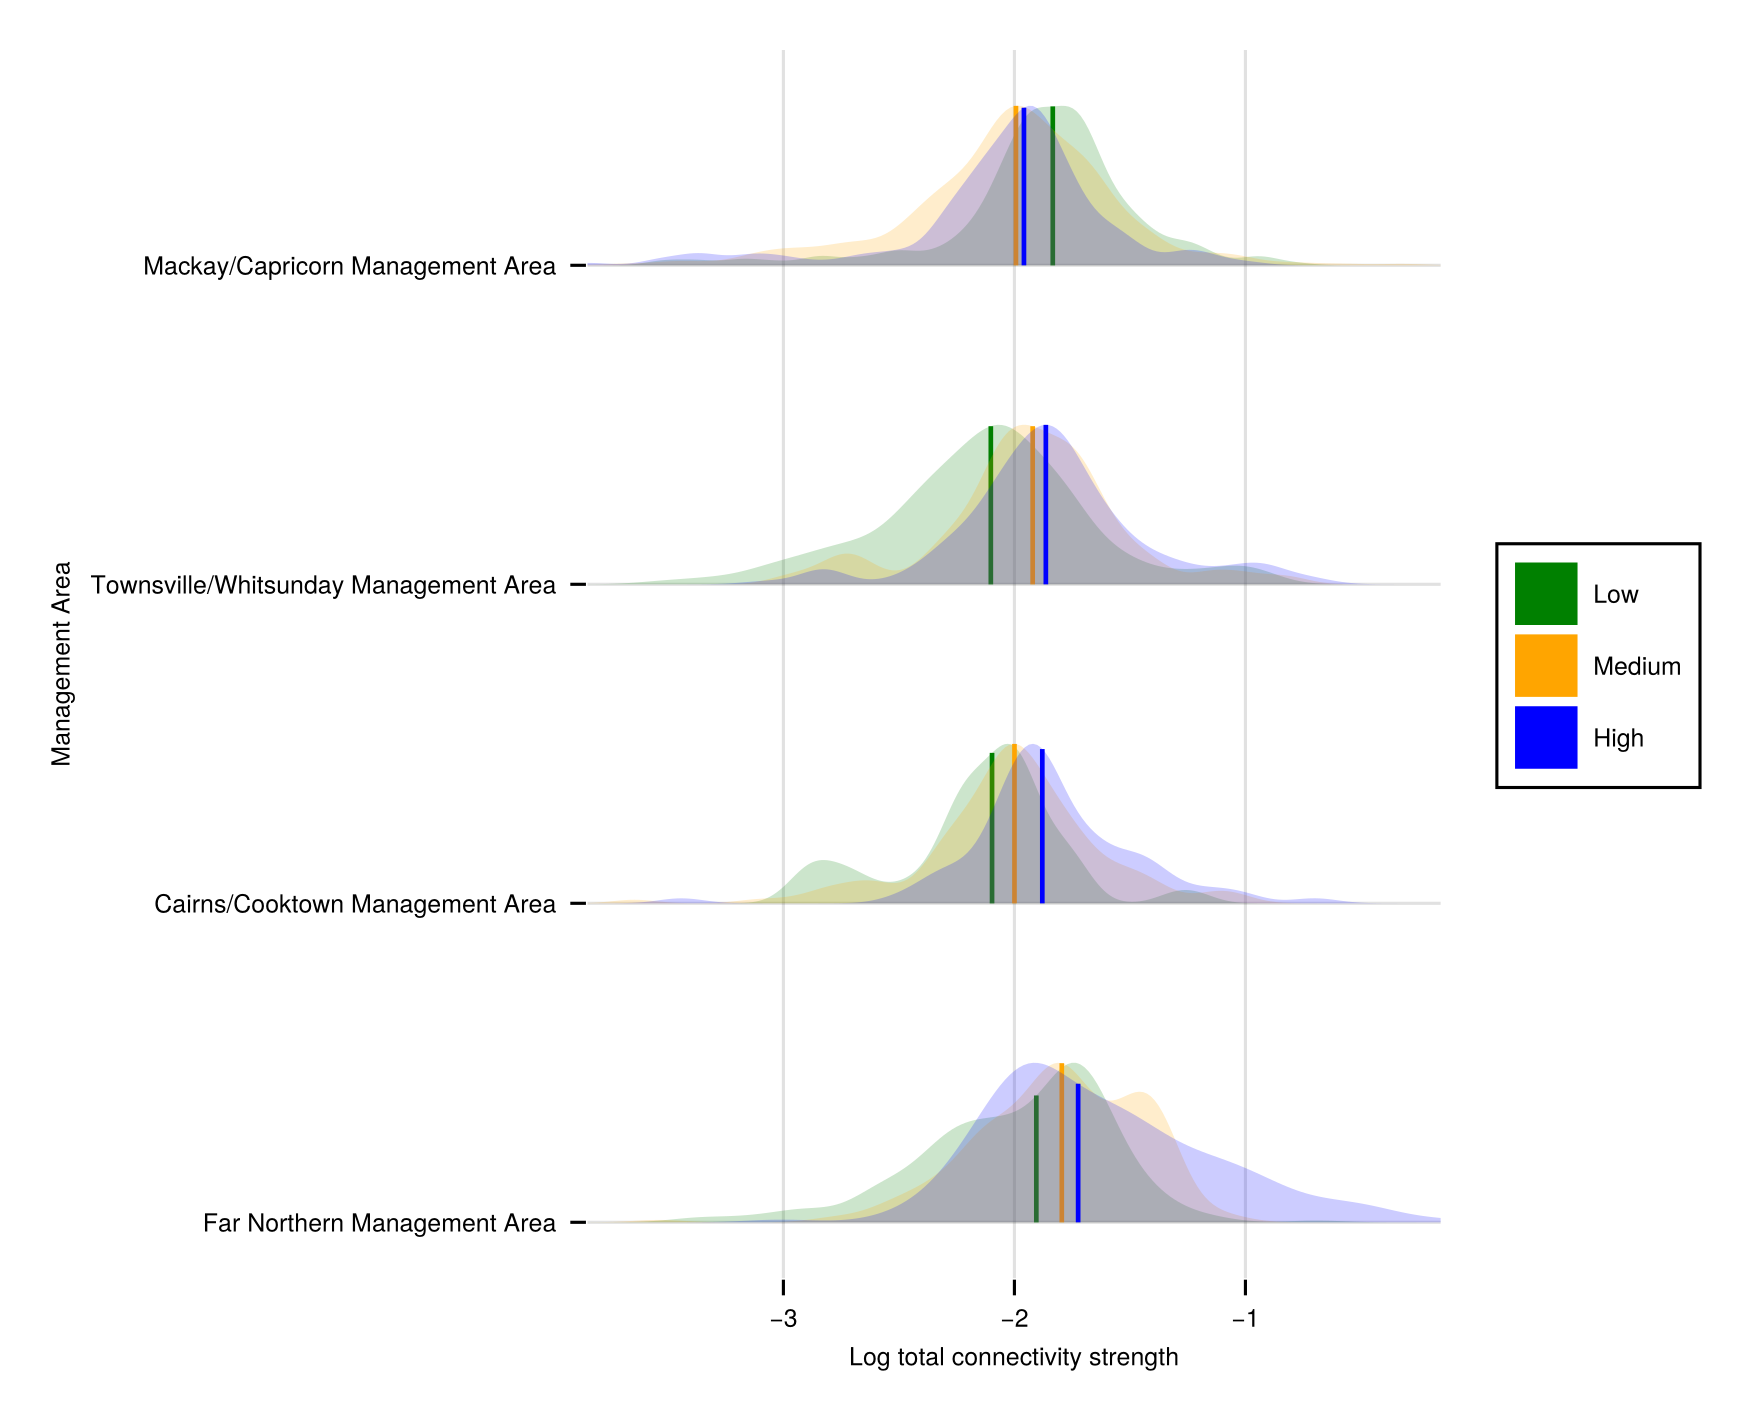 Mackay/Capricorn Management Area
Townsville/Whitsunday Management Area
Cairns/Cooktown Management Area
Far Northern Management Area
Management Area
−3
−2
−1
Log total connectivity strength
Low
Medium
High